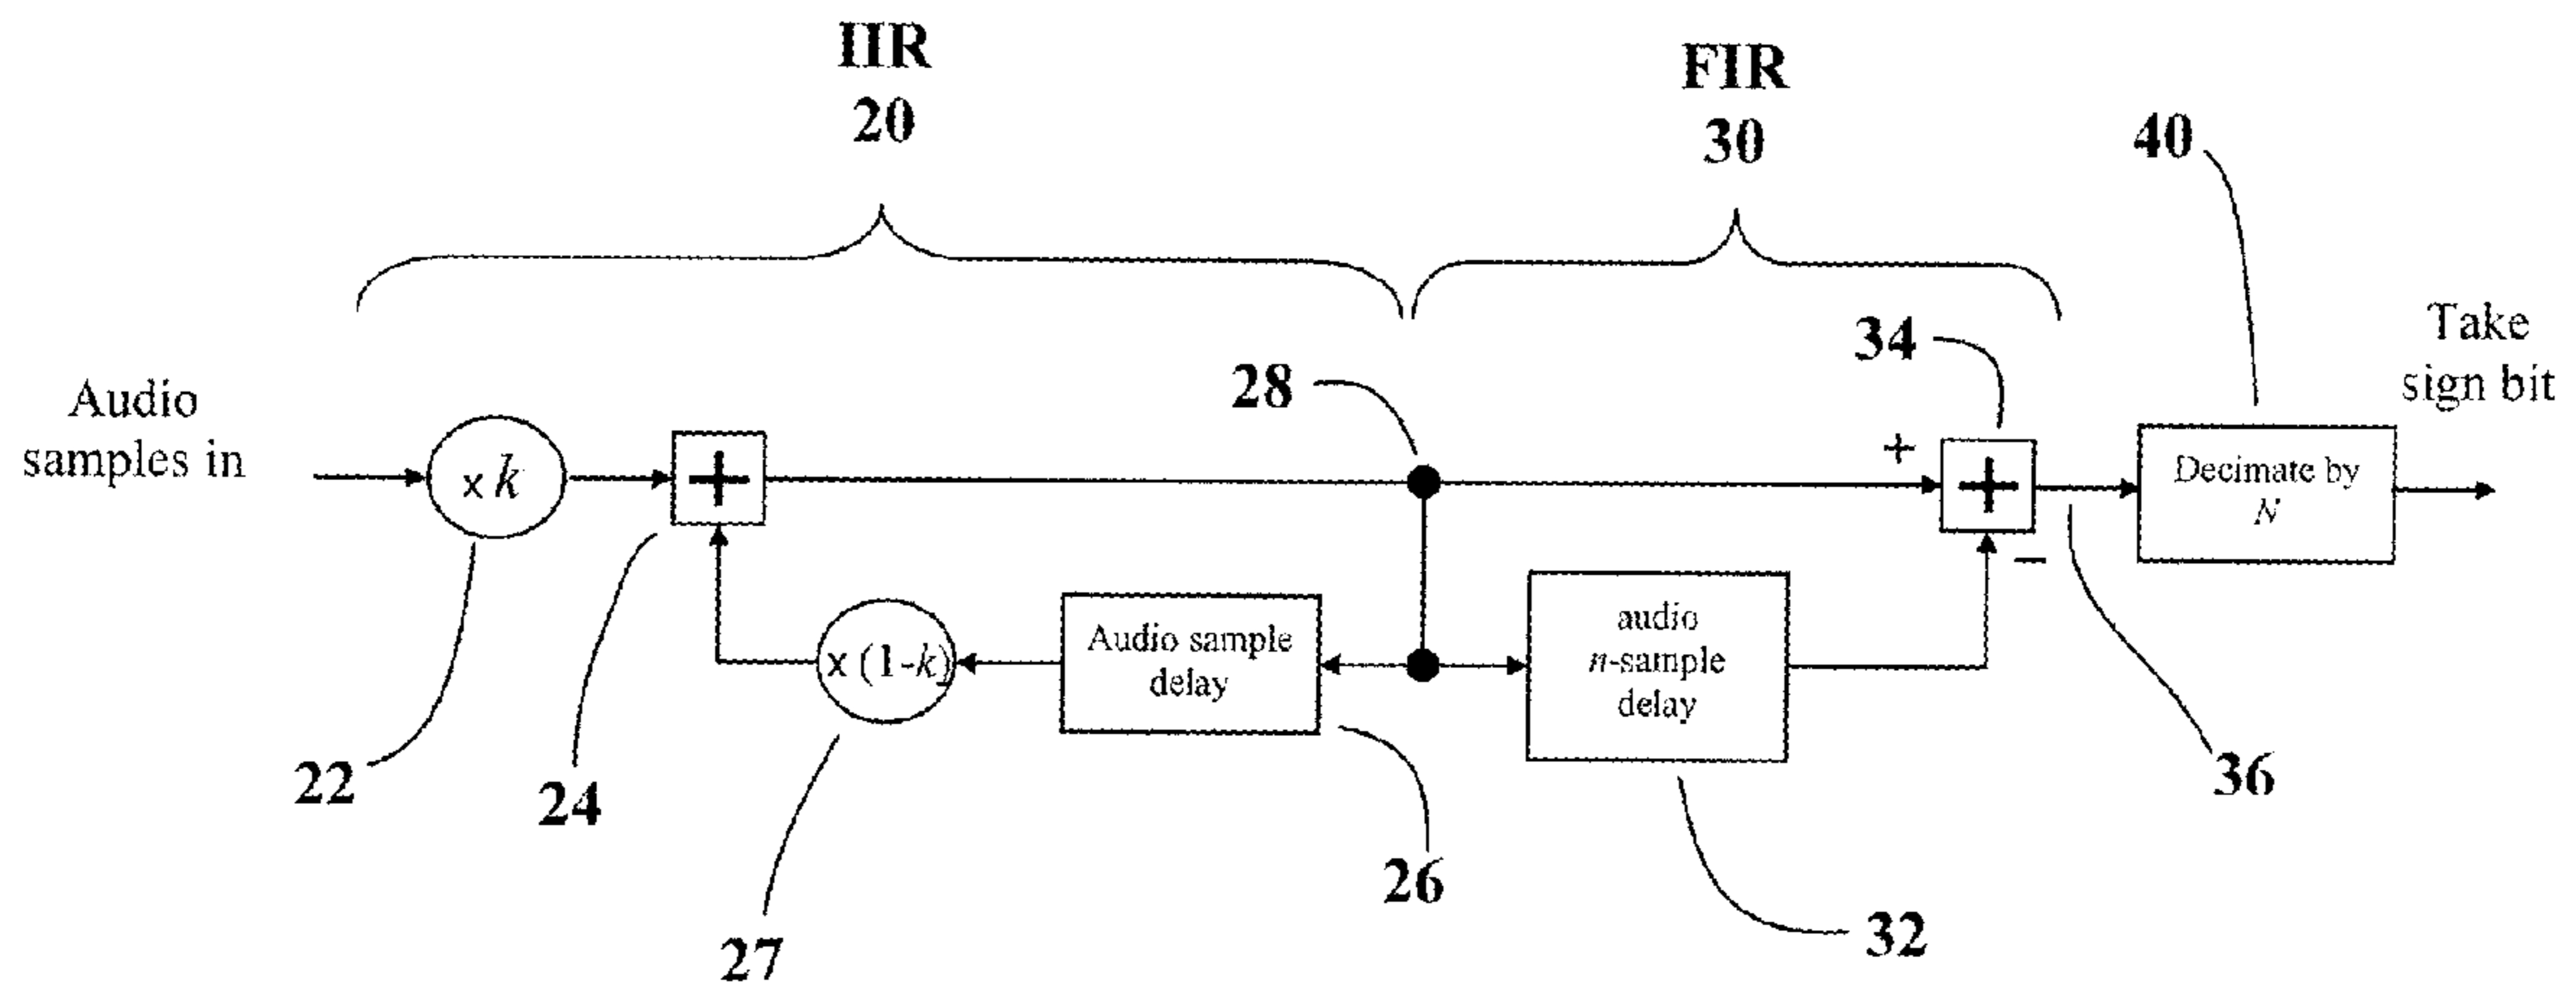 IIR
20
FIR
30
40
Take
sign bit
34
28
Audio
samples in
x k
+
+
+
Decimate by
N
−
x (1-k)
Audio sample
delay
audio
n-sample
delay
22
24
36
26
27
32